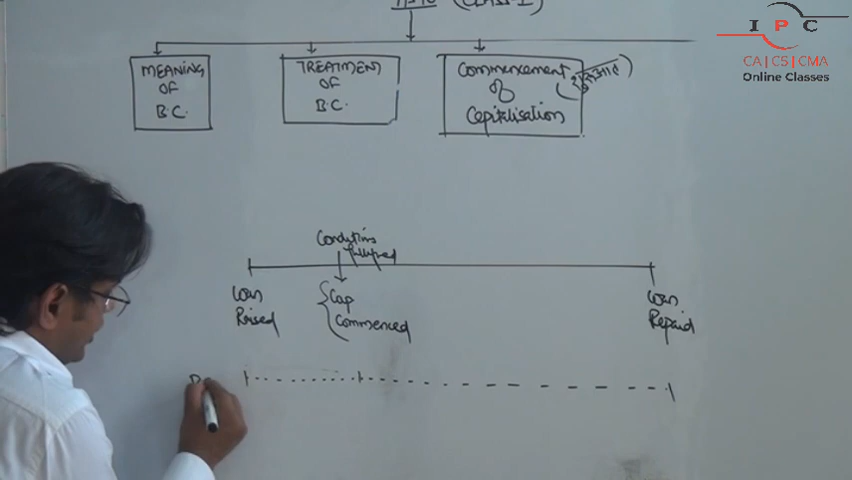 (CLASS-I)
I P C
CA|CS|CMA
Online Classes
MEANING
OF
B.C.
TREATMENT
OF
B.C.
Commencement
of
Capitalisation
Conditions
fulfilled
Loan
Raised
Cap
Commenced
Loan
Repaid